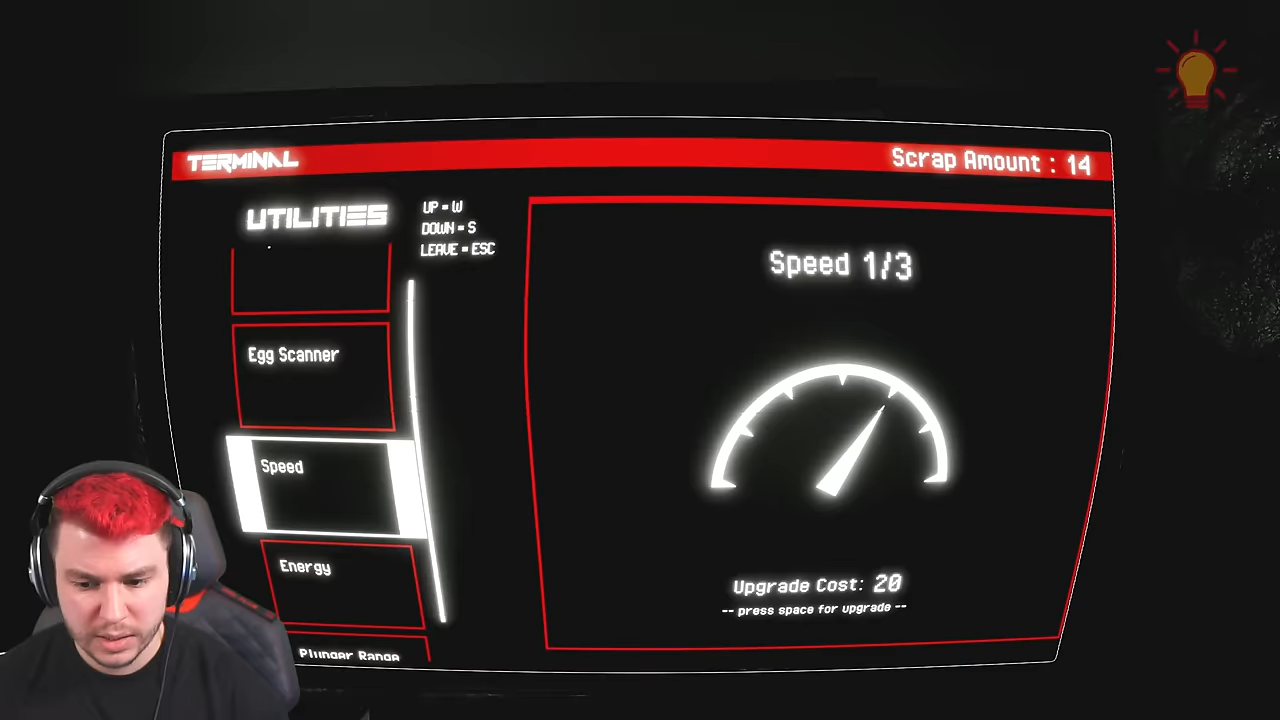 TERMINAL
Scrap Amount : 14
UTILITIES
UP = W
DOWN = S
LEAVE = ESC
Egg Scanner
Speed
Energy
Plunger Range
Speed 1/3
Upgrade Cost: 20
-- press space for upgrade --